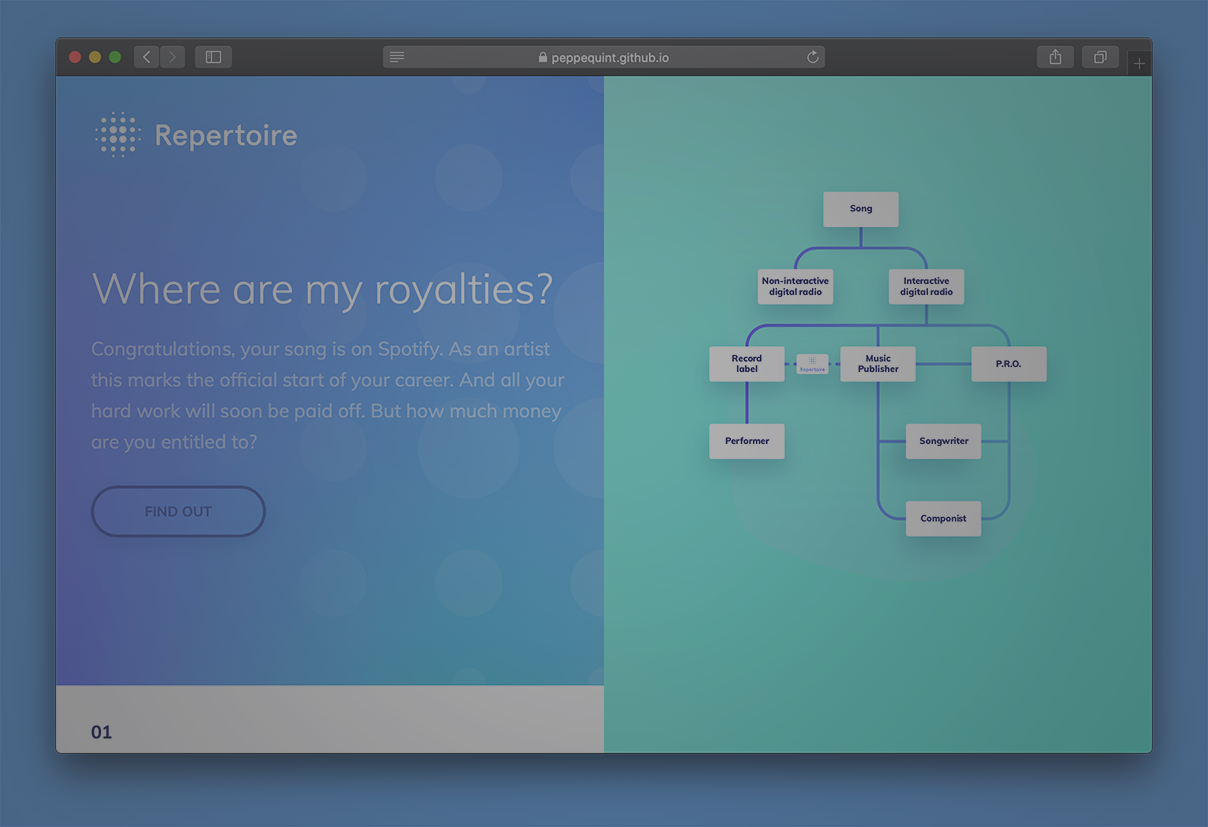 peppequint.github.io
Repertoire
Where are my royalties?
Congratulations, your song is on Spotify. As an artist
this marks the official start of your career. And all your
hard work will soon be paid off. But how much money
are you entitled to?
FIND OUT
01
Song
Non-interactive
digital radio
Interactive
digital radio
Record
label
Repertoire
Music
Publisher
P.R.O.
Performer
Songwriter
Componist